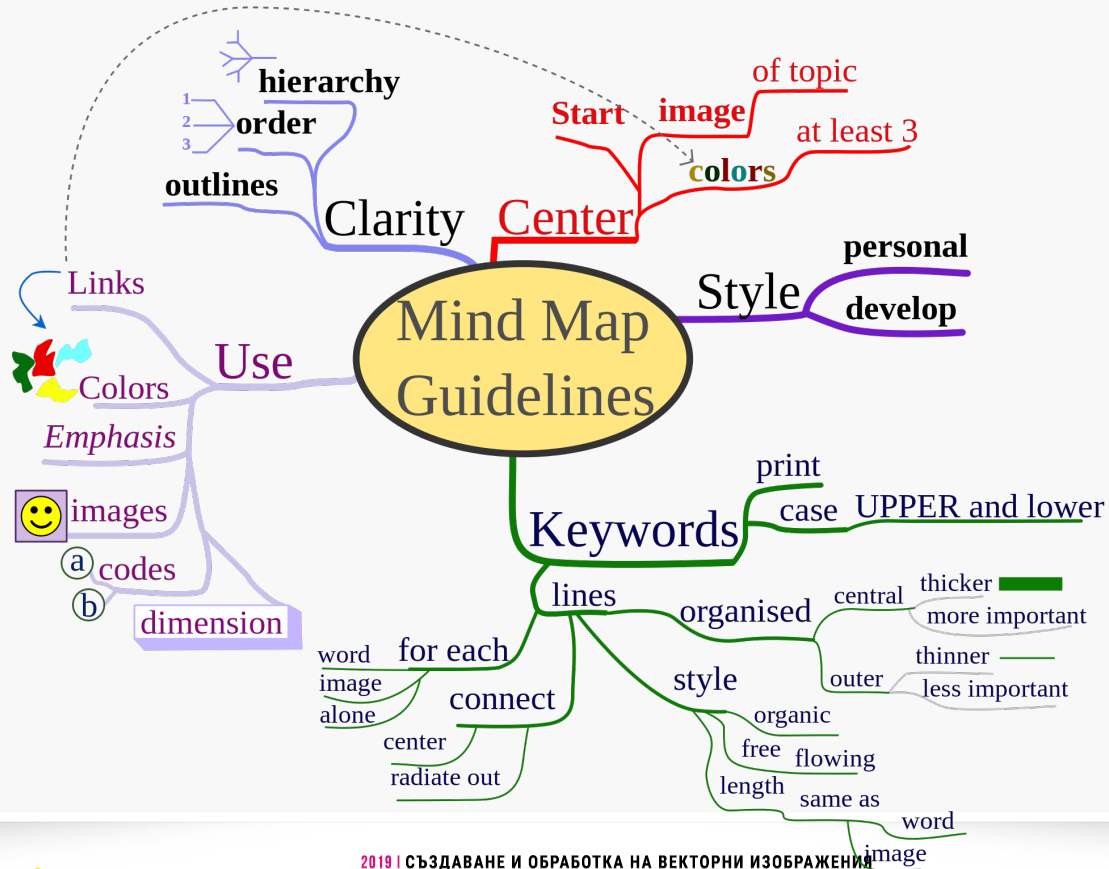 Mind Map
Guidelines
Center
Start
image
of topic
colors
at least 3
Style
personal
develop
Keywords
print
case
UPPER and lower
lines
organised
central
thicker
more important
outer
thinner
less important
style
organic
free
flowing
length
same as
word
image
connect
center
radiate out
for each
word
image
alone
Use
Links
Colors
Emphasis
images
codes
a
b
dimension
Clarity
hierarchy
order
1
2
3
outlines
2019 | СЪЗДАВАНЕ И ОБРАБОТКА НА ВЕКТОРНИ ИЗОБРАЖЕНИЯ